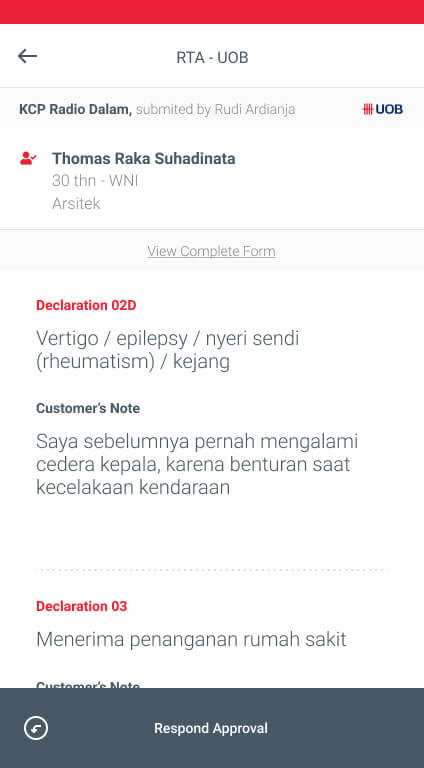 RTA - UOB
KCP Radio Dalam, submited by Rudi Ardianja
UOB
Thomas Raka Suhadinata
30 thn - WNI
Arsitek
View Complete Form
Declaration 02D
Vertigo / epilepsy / nyeri sendi
(rheumatism) / kejang
Customer's Note
Saya sebelumnya pernah mengalami
cedera kepala, karena benturan saat
kecelakaan kendaraan
Declaration 03
Menerima penanganan rumah sakit
Customer's Note
Respond Approval